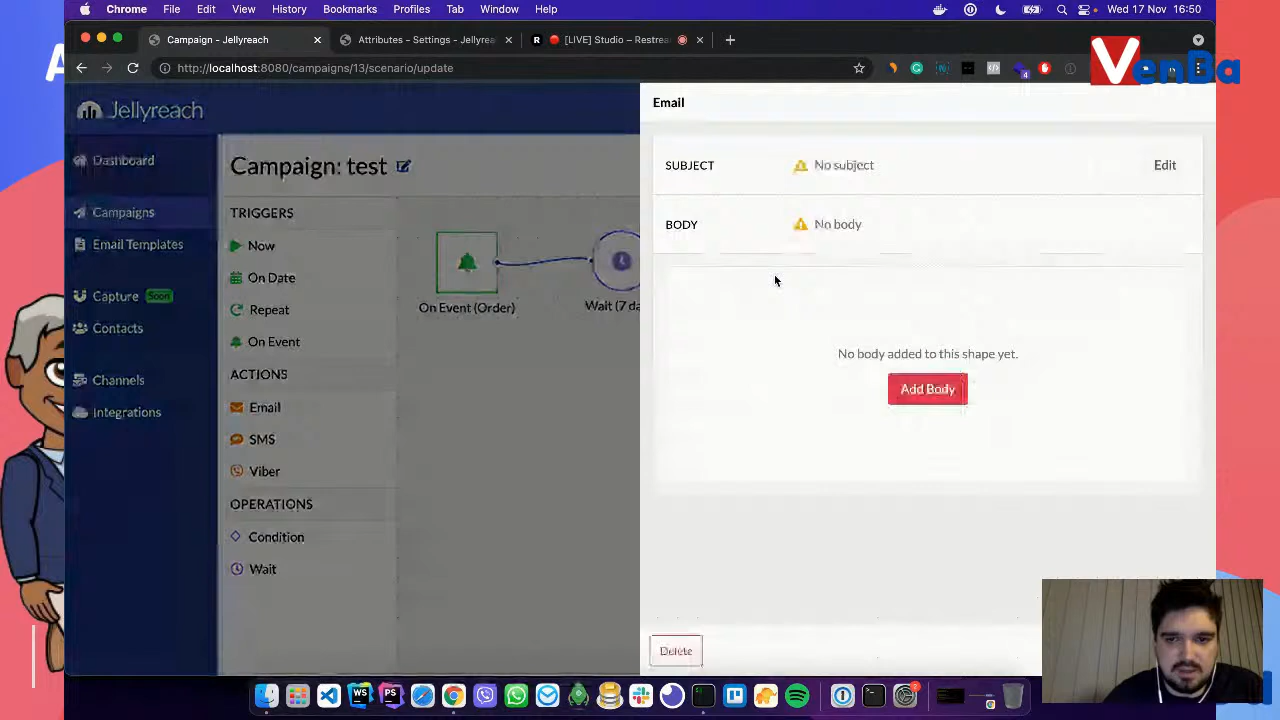 Chrome File Edit View History Bookmarks Profiles Tab Window Help Wed 17 Nov 16:50
Campaign - Jellyreach
Attributes - Settings - Jellyrea
[LIVE] Studio – Restrea
http://localhost:8080/campaigns/13/scenario/update
VenBa
Jellyreach
Dashboard
Campaigns
Email Templates
Capture Soon
Contacts
Channels
Integrations
Campaign: test
TRIGGERS
Now
On Date
Repeat
On Event
ACTIONS
Email
SMS
Viber
OPERATIONS
Condition
Wait
On Event (Order)
Wait (7 da
Email
SUBJECT No subject Edit
BODY No body
No body added to this shape yet.
Add Body
Delete